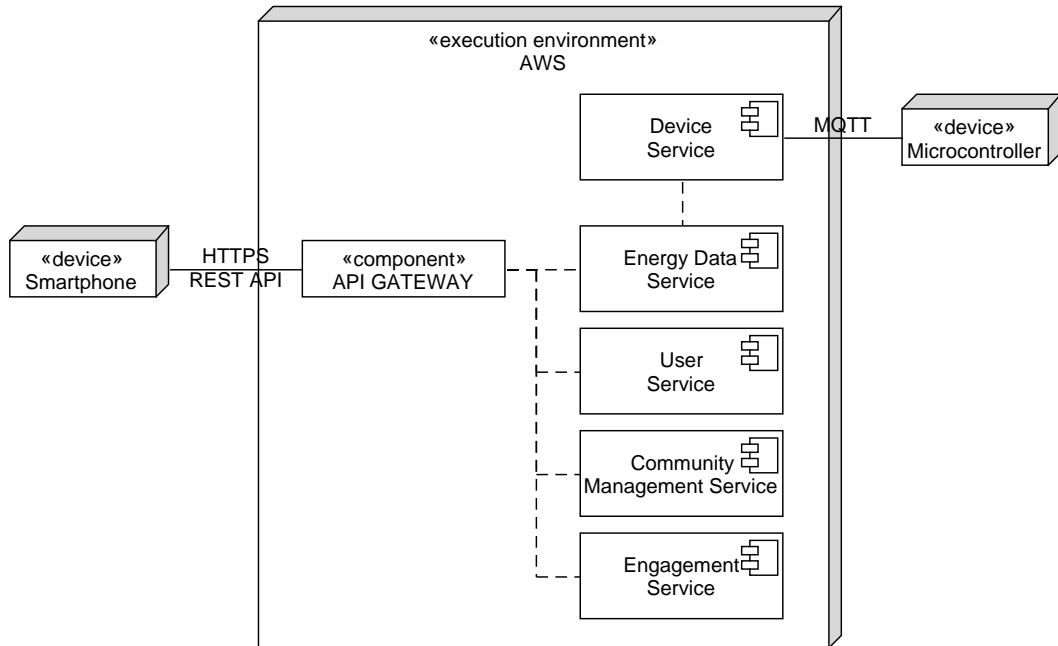 «execution environment»
AWS
Device
Service
MQTT
«device»
Microcontroller
«device»
Smartphone
HTTPS
REST API
«component»
API GATEWAY
Energy Data
Service
User
Service
Community
Management Service
Engagement
Service